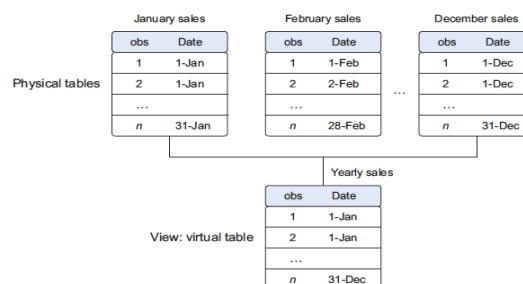 January sales
February sales
December sales
Physical tables
obs Date
1 1-Jan
2 1-Jan
...
n 31-Jan
obs Date
1 1-Feb
2 2-Feb
...
n 28-Feb
...
obs Date
1 1-Dec
2 1-Dec
...
n 31-Dec
Yearly sales
View: virtual table
obs Date
1 1-Jan
2 1-Jan
...
n 31-Dec